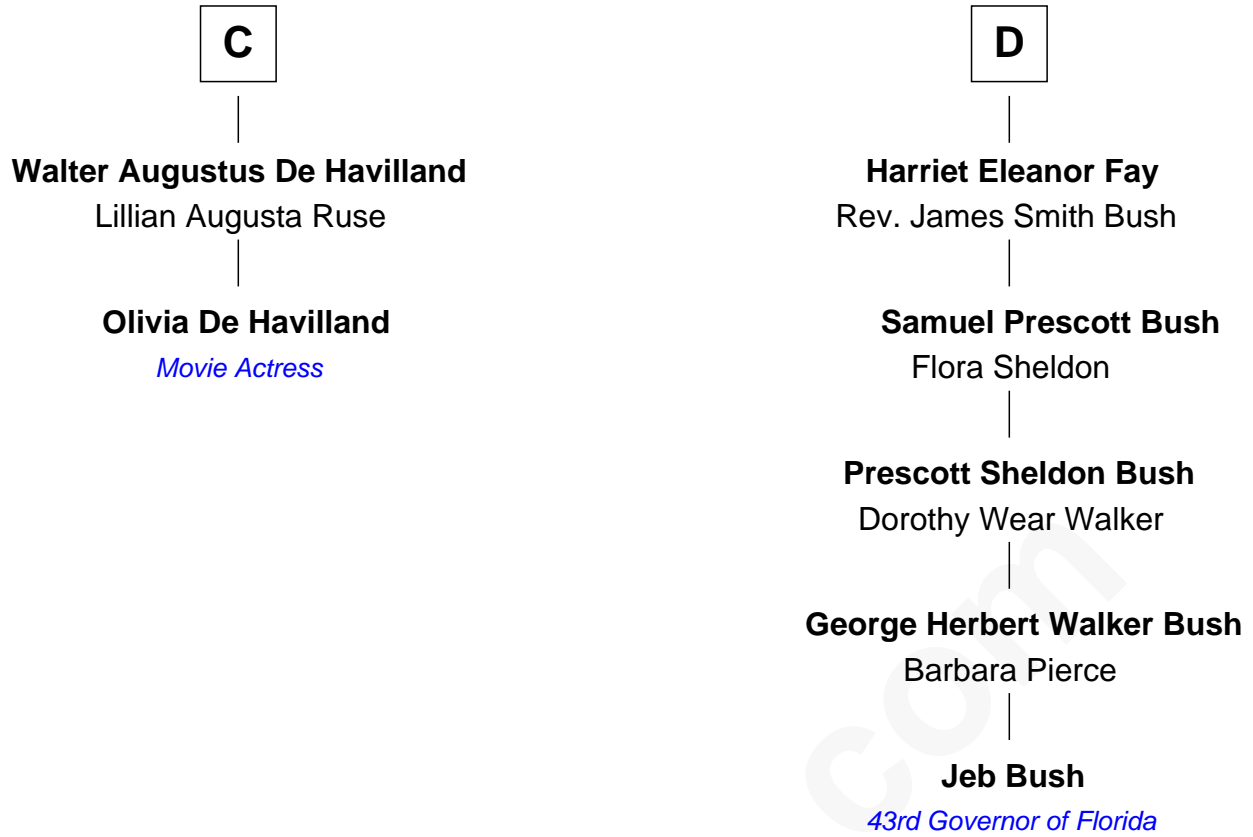 C
Walter Augustus De Havilland
Lillian Augusta Ruse
Olivia De Havilland
Movie Actress
D
Harriet Eleanor Fay
Rev. James Smith Bush
Samuel Prescott Bush
Flora Sheldon
Prescott Sheldon Bush
Dorothy Wear Walker
George Herbert Walker Bush
Barbara Pierce
Jeb Bush
43rd Governor of Florida
com